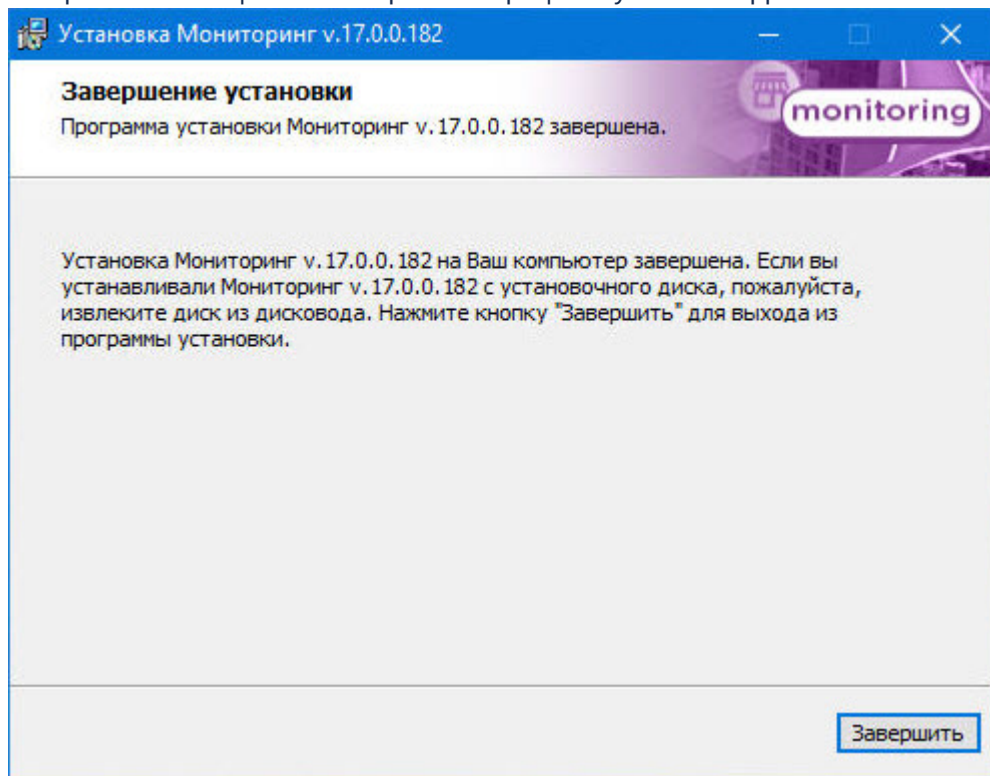 Установка Мониторинг v.17.0.0.182
Завершение установки
Программа установки Мониторинг v.17.0.0.182 завершена.
monitoring
Установка Мониторинг v.17.0.0.182 на Ваш компьютер завершена. Если вы
устанавливали Мониторинг v.17.0.0.182 с установочного диска, пожалуйста,
извлеките диск из дисковода. Нажмите кнопку "Завершить" для выхода из
программы установки.
Завершить